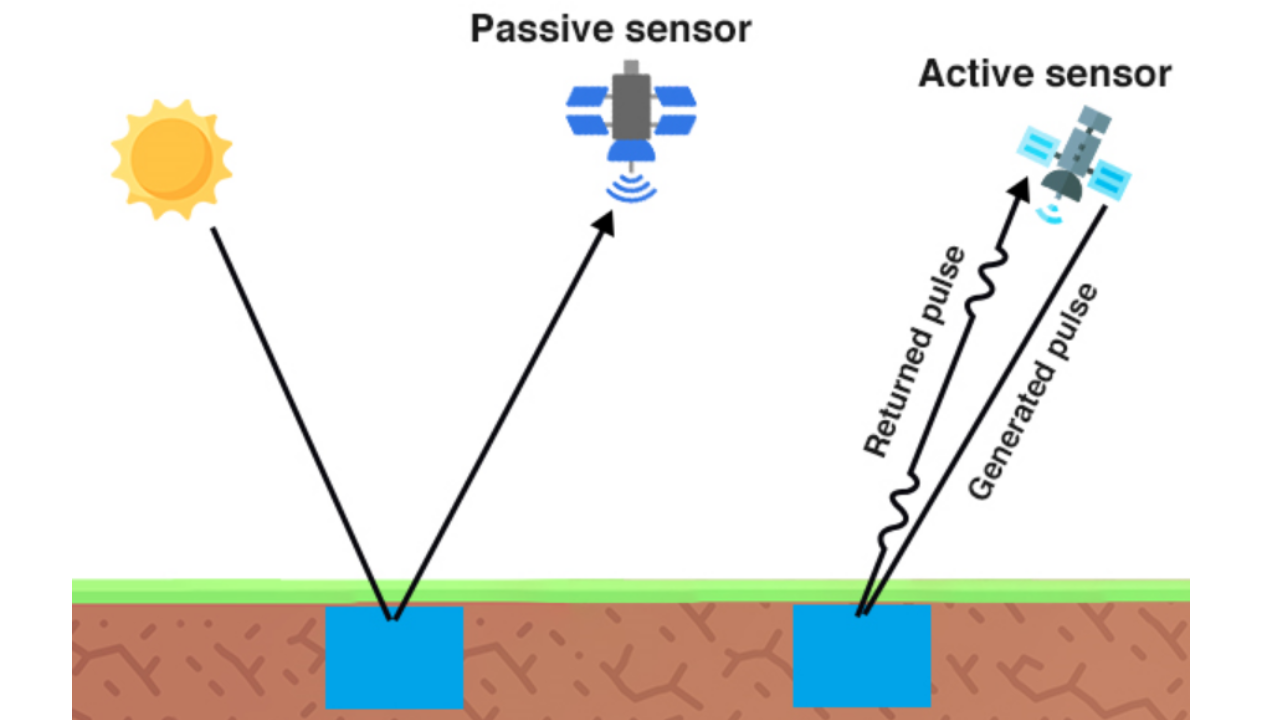 Passive sensor
Active sensor
Returned pulse
Generated pulse